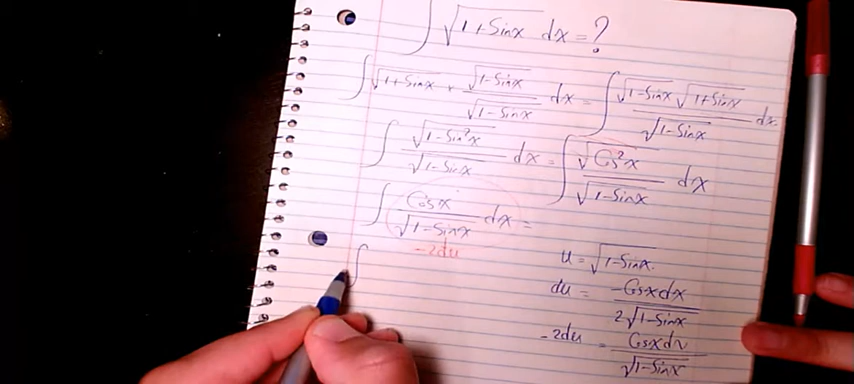 ∫ √(1+Sinx) dx = ?
∫ √(1+Sinx) × √(1-Sinx) / √(1-Sinx) dx = ∫ √(1-Sinx) √(1+Sinx) / √(1-Sinx) dx
∫ √(1-Sin²x) / √(1-Sinx) dx = ∫ √(Cos²x) / √(1-Sinx) dx
∫ Cosx / √(1-Sinx) dx =
-2du
∫
u = √(1-Sinx)
du = -Cosx dx / 2√(1-Sinx)
-2du = Cosx dx / √(1-Sinx)